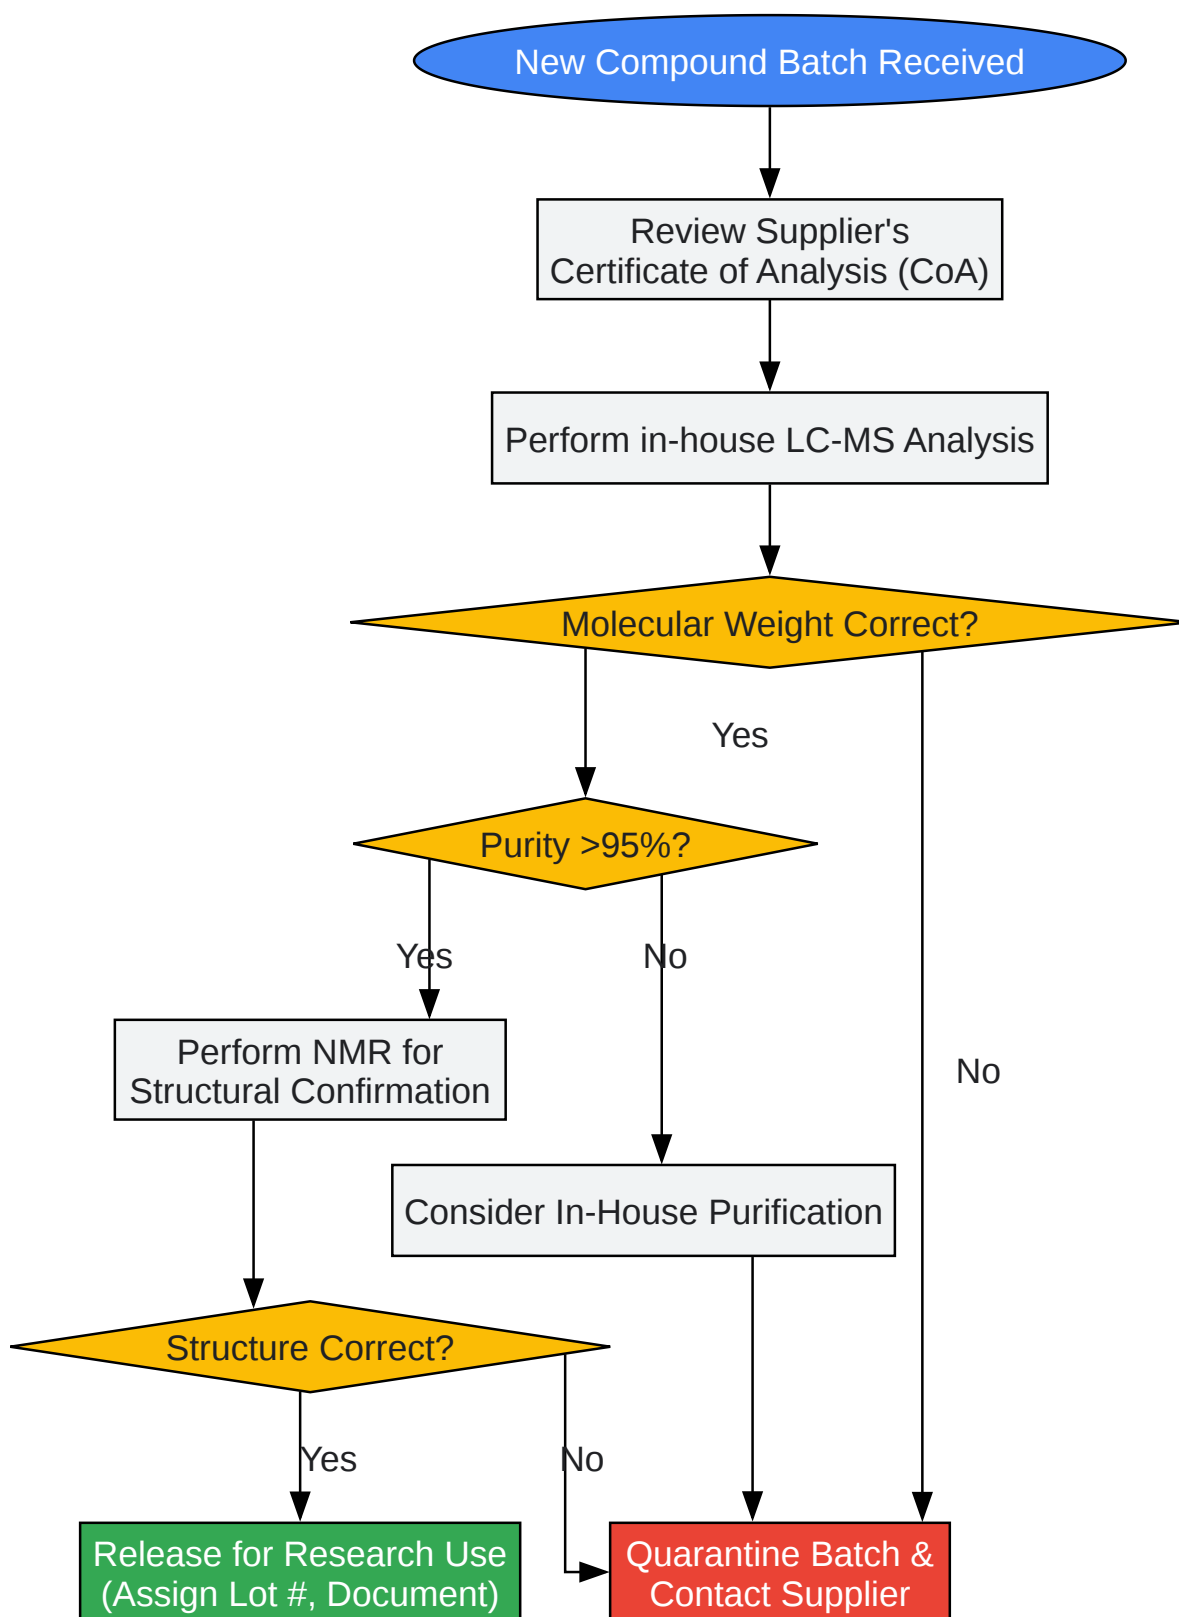 New Compound Batch Received
Review Supplier's
Certificate of Analysis (CoA)
Perform in-house LC-MS Analysis
Molecular Weight Correct?
Yes
Purity >95%?
Yes
No
Perform NMR for
Structural Confirmation
No
Consider In-House Purification
Structure Correct?
Yes
No
Release for Research Use
(Assign Lot #, Document)
Quarantine Batch &
Contact Supplier